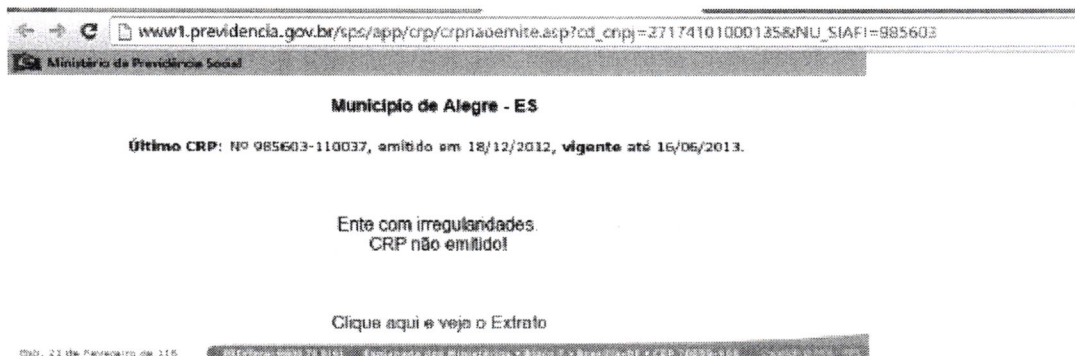 www1.previdencia.gov.br/sps/app/crp/crpnaoemite.asp?cd_cnpj=27174101000135&NU_SIAFI=985603
Ministério da Previdência Social
Município de Alegre - ES
Último CRP: Nº 985603-110037, emitido em 18/12/2012, vigente até 16/06/2013.
Ente com irregularidades.
CRP não emitido!
Clique aqui e veja o Extrato